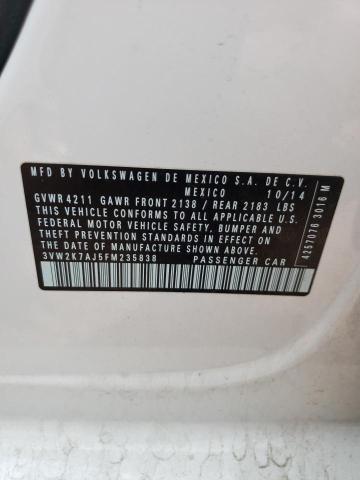 MFD BY VOLKSWAGEN DE MEXICO S.A. DE C.V.
MEXICO 10/14
GVWR 4211 GAWR FRONT 2138 / REAR 2183 LBS
THIS VEHICLE CONFORMS TO ALL APPLICABLE U.S.
FEDERAL MOTOR VEHICLE SAFETY, BUMPER AND
THEFT PREVENTION STANDARDS IN EFFECT ON
THE DATE OF MANUFACTURE SHOWN ABOVE.
3VW2K7AJ5FM235838 PASSENGER CAR
4257076 3016 M